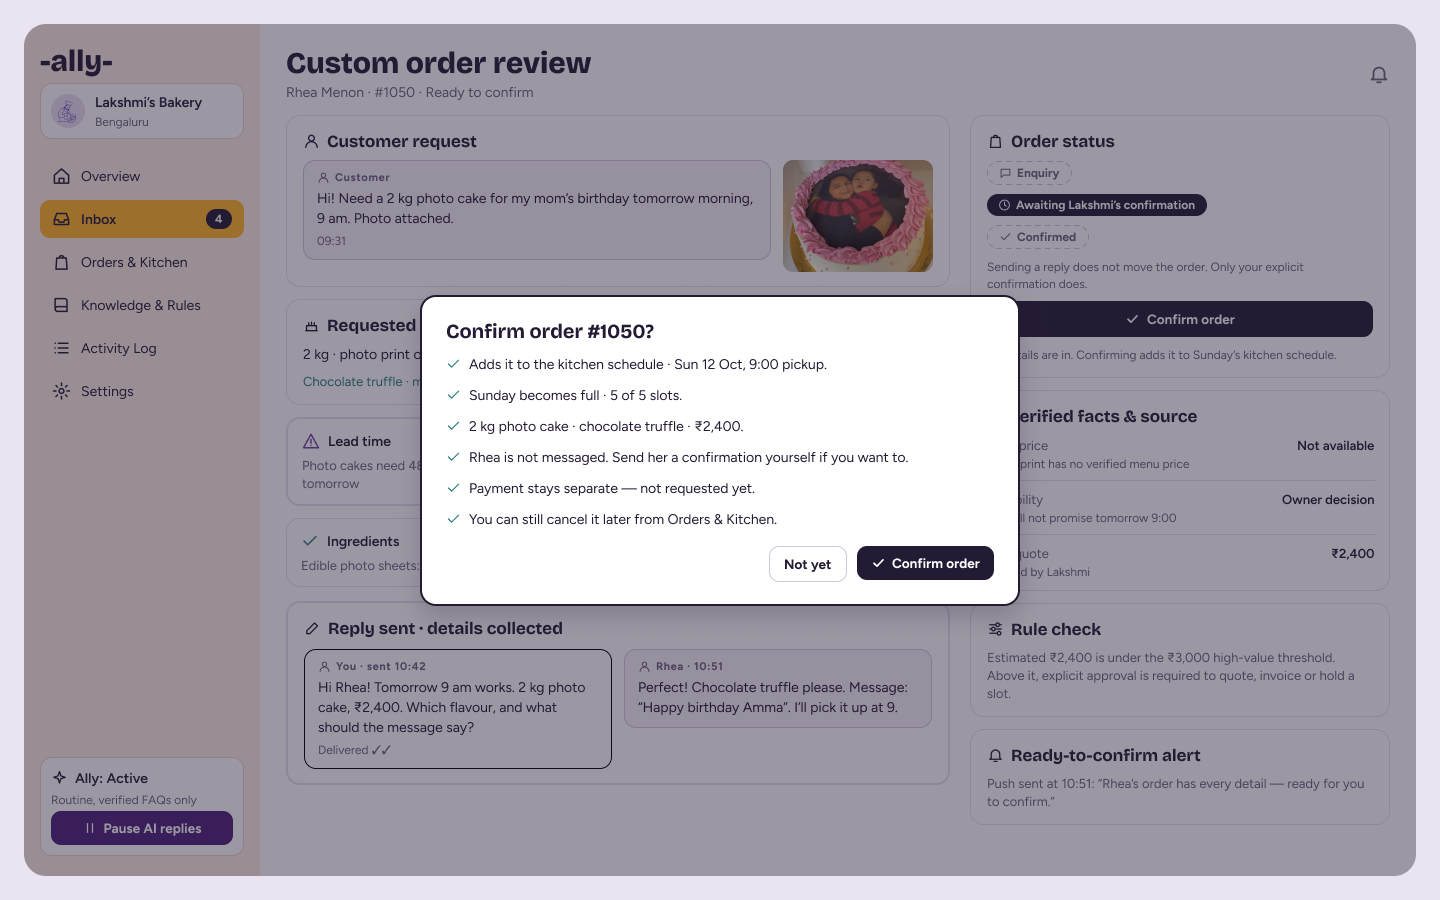 -ally-
Lakshmi's Bakery
Bengaluru
Overview
Inbox
4
Orders & Kitchen
Knowledge & Rules
Activity Log
Settings
Ally: Active
Routine, verified FAQs only
Pause AI replies
Custom order review
Rhea Menon · #1050 · Ready to confirm
Customer request
Customer
Hi! Need a 2 kg photo cake for my mom's birthday tomorrow morning,
9 am. Photo attached.
09:31
Requested
2 kg · photo print
Chocolate truffle ·
Lead time
Photo cakes need
tomorrow
Ingredients
Edible photo sheets:
Confirm order #1050?
Adds it to the kitchen schedule · Sun 12 Oct, 9:00 pickup.
Sunday becomes full · 5 of 5 slots.
2 kg photo cake · chocolate truffle · ₹2,400.
Rhea is not messaged. Send her a confirmation yourself if you want to.
Payment stays separate — not requested yet.
You can still cancel it later from Orders & Kitchen.
Not yet
Confirm order
Reply sent · details collected
You · sent 10:42
Hi Rhea! Tomorrow 9 am works. 2 kg photo
cake, ₹2,400. Which flavour, and what
should the message say?
Delivered ✓✓
Rhea · 10:51
Perfect! Chocolate truffle please. Message:
“Happy birthday Amma”. I'll pick it up at 9.
Order status
Enquiry
Awaiting Lakshmi's confirmation
Confirmed
Sending a reply does not move the order. Only your explicit
confirmation does.
Confirm order
are in. Confirming adds it to Sunday's kitchen schedule.
facts & source
price
Not available
print has no verified menu price
Owner decision
not promise tomorrow 9:00
₹2,400
by Lakshmi
Rule check
Estimated ₹2,400 is under the ₹3,000 high-value threshold.
Above it, explicit approval is required to quote, invoice or hold a
slot.
Ready-to-confirm alert
Push sent at 10:51: “Rhea's order has every detail — ready for you
to confirm.”